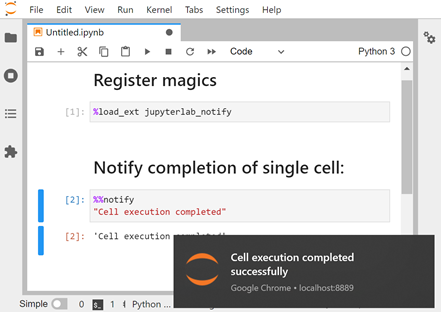 File Edit View Run Kernel Tabs Settings Help
Untitled.ipynb
Code
Python 3
Register magics
[1]: %load_ext jupyterlab_notify
Notify completion of single cell:
[2]: %%notify
"Cell execution completed"
[2]: 'Cell execution completed'
Cell execution completed
successfully
Google Chrome • localhost:8889
Simple 0 1 Python ...